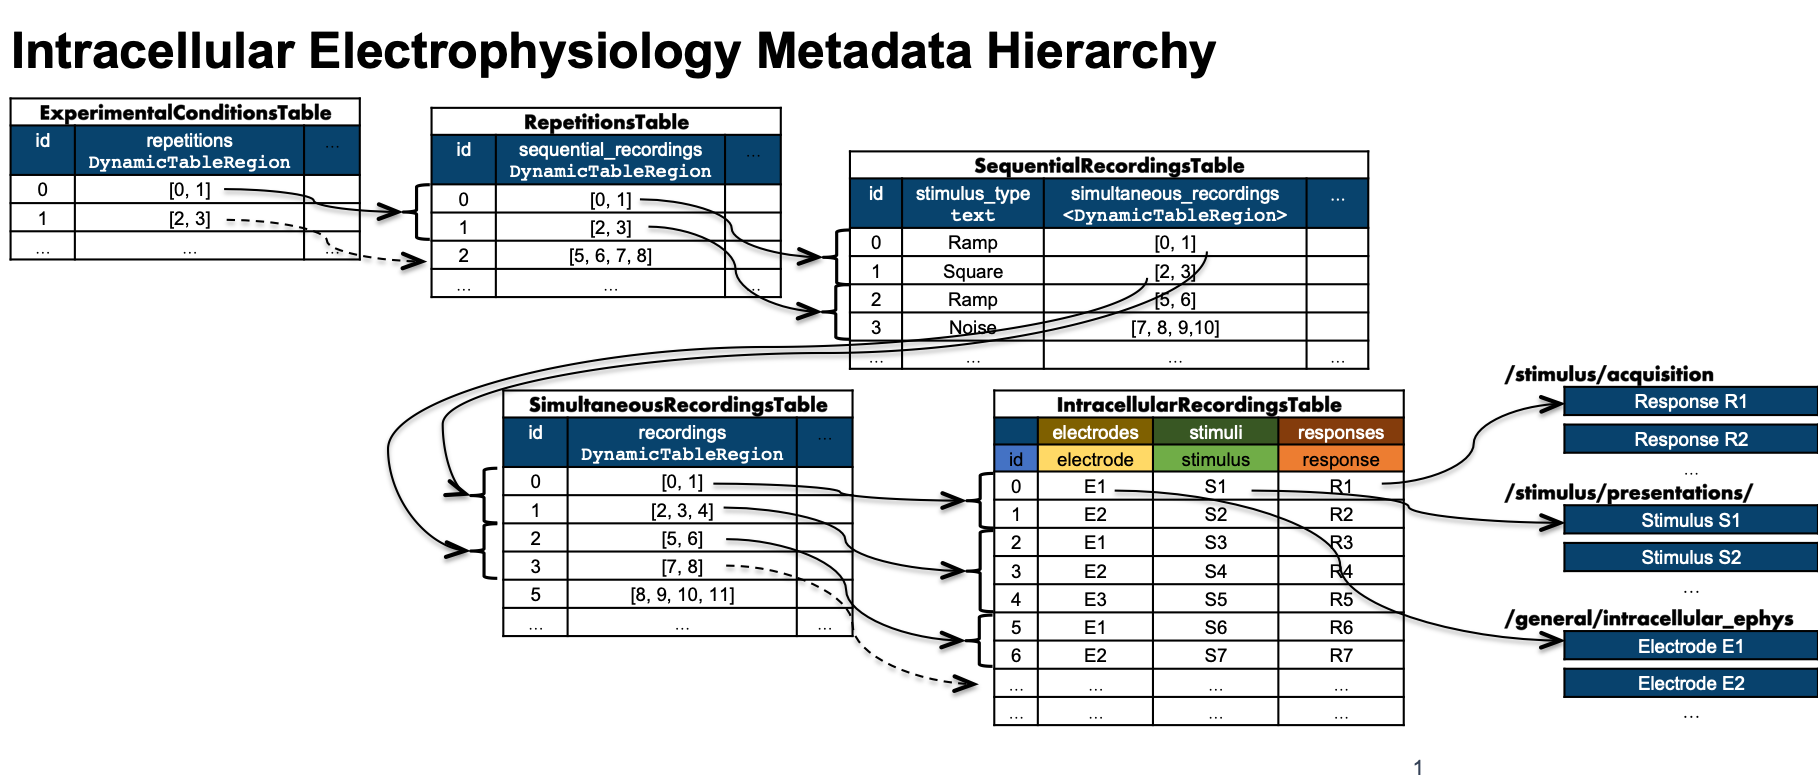 Intracellular Electrophysiology Metadata Hierarchy
ExperimentalConditionsTable
id repetitions ...
DynamicTableRegion
0 [0, 1]
1 [2, 3]
... ... ...
RepetitionsTable
id sequential_recordings ...
DynamicTableRegion
0 [0, 1]
1 [2, 3]
2 [5, 6, 7, 8]
... ... ...
SequentialRecordingsTable
id stimulus_type simultaneous_recordings ...
text <DynamicTableRegion>
0 Ramp [0, 1]
1 Square [2, 3]
2 Ramp [5, 6]
3 Noise [7, 8, 9,10]
... ... ... ...
SimultaneousRecordingsTable
id recordings ...
DynamicTableRegion
0 [0, 1]
1 [2, 3, 4]
2 [5, 6]
3 [7, 8]
5 [8, 9, 10, 11]
... ... ...
IntracellularRecordingsTable
electrodes stimuli responses
id electrode stimulus response
0 E1 S1 R1
1 E2 S2 R2
2 E1 S3 R3
3 E2 S4 R4
4 E3 S5 R5
5 E1 S6 R6
6 E2 S7 R7
... ... ... ...
... ... ... ...
/stimulus/acquisition
Response R1
Response R2
...
/stimulus/presentations/
Stimulus S1
Stimulus S2
...
/general/intracellular_ephys
Electrode E1
Electrode E2
...
1